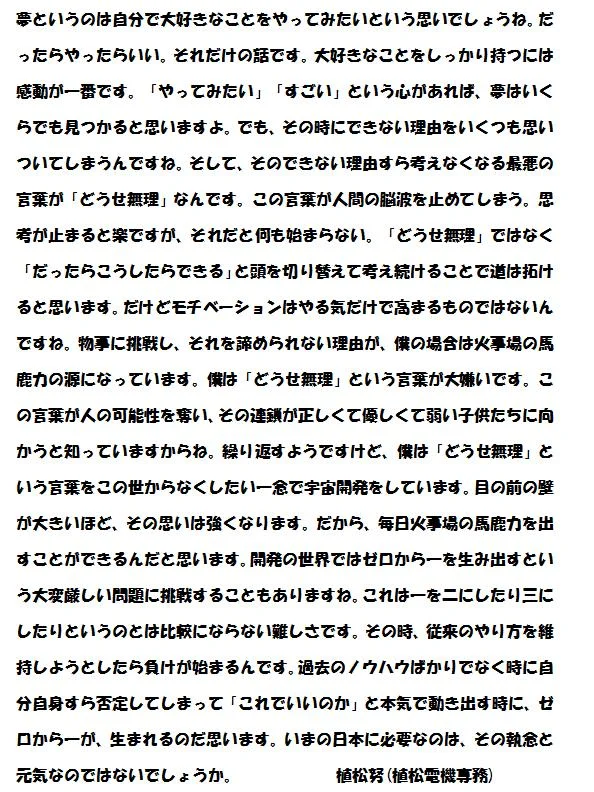 夢というのは自分で大好きなことをやってみたいという思いでしょうね。だ
ったらやったらいい。それだけの話です。大好きなことをしっかり持つには
感動が一番です。「やってみたい」「すごい」という心があれば、夢はいく
らでも見つかると思いますよ。でも、その時にできない理由をいくつも思い
ついてしまうんですね。そして、そのできない理由すら考えなくなる最悪の
言葉が「どうせ無理」なんです。この言葉が人間の脳波を止めてしまう。思
考が止まると楽ですが、それだと何も始まらない。「どうせ無理」ではなく
「だったらこうしたらできる」と頭を切り替えて考え続けることで道は拓け
ると思います。だけどモチベーションはやる気だけで高まるものではないん
ですね。物事に挑戦し、それを諦められない理由が、僕の場合は火事場の馬
鹿力の源になっています。僕は「どうせ無理」という言葉が大嫌いです。こ
の言葉が人の可能性を奪い、その連鎖が正しくて優しくて弱い子供たちに向
かうと知っていますからね。繰り返すようですけど、僕は「どうせ無理」と
いう言葉をこの世からなくしたい一念で宇宙開発をしています。目の前の壁
が大きいほど、その思いは強くなります。だから、毎日火事場の馬鹿力を出
すことができるんだと思います。開発の世界ではゼロから一を生み出すとい
う大変厳しい問題に挑戦することもありますね。これは一を二にしたり三に
したりというのとは比較にならない難しさです。その時、従来のやり方を維
持しようとしたら負けが始まるんです。過去のノウハウばかりでなく時に自
分自身すら否定してしまって「これでいいのか」と本気で動き出す時に、ゼ
ロから一が、生まれるのだ思います。いまの日本に必要なのは、その執念と
元気なのではないでしょうか。 植松努(植松電機専務)